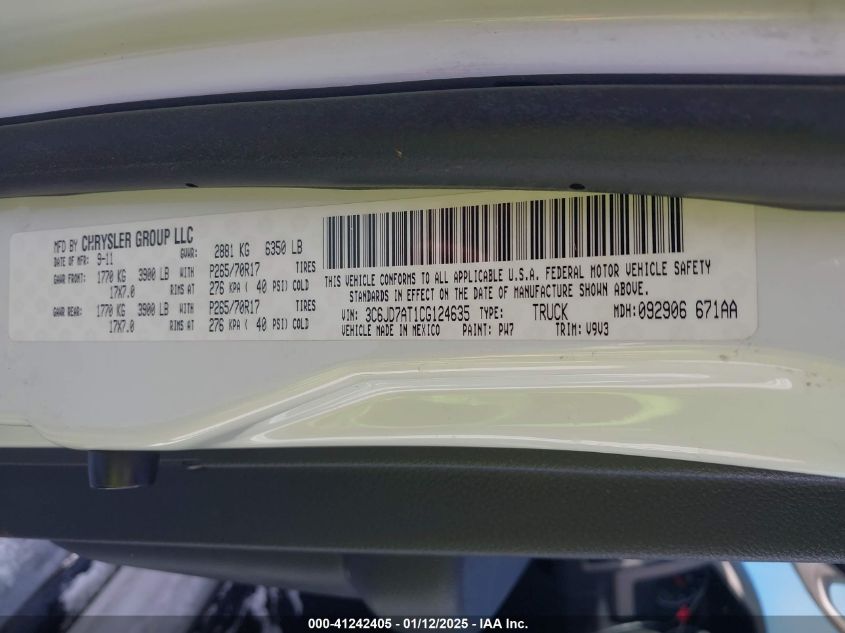 MFD BY CHRYSLER GROUP LLC
DATE OF MFR: 9-11 GVWR: 2881 KG 6350 LB
GAWR FRONT: 1770 KG 3900 LB WITH P265/70R17 TIRES
17X7.0 RIMS AT 276 KPA ( 40 PSI) COLD
GAWR REAR: 1770 KG 3900 LB WITH P265/70R17 TIRES
17X7.0 RIMS AT 276 KPA ( 40 PSI) COLD
THIS VEHICLE CONFORMS TO ALL APPLICABLE U.S.A. FEDERAL MOTOR VEHICLE SAFETY
STANDARDS IN EFFECT ON THE DATE OF MANUFACTURE SHOWN ABOVE.
VIN: 3C6JD7AT1CG124635 TYPE: TRUCK MDH: 092906 671AA
VEHICLE MADE IN MEXICO PAINT: PW7 TRIM: V9V3
000-41242405 - 01/12/2025 - IAA Inc.